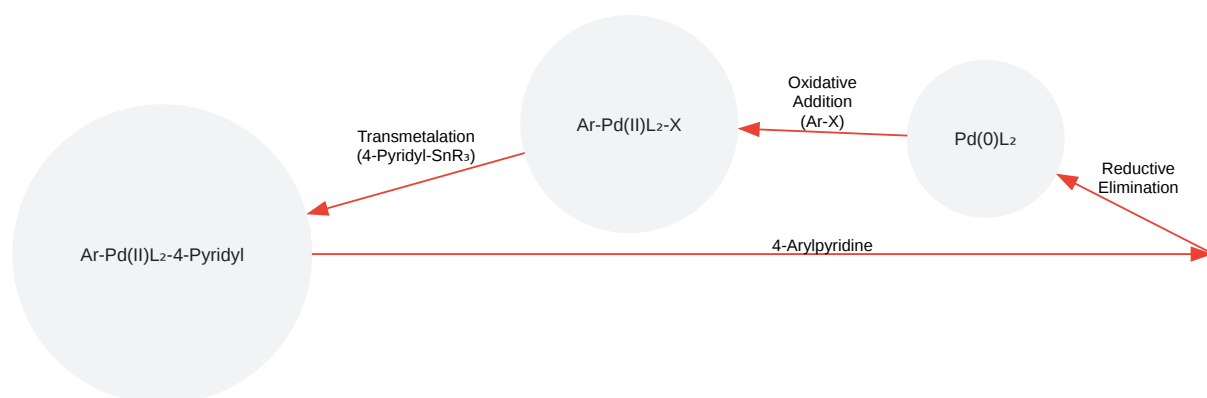 Oxidative
Addition
(Ar-X)
Ar-Pd(II)L₂-X
Pd(0)L₂
Transmetalation
(4-Pyridyl-SnR₃)
Reductive
Elimination
Ar-Pd(II)L₂-4-Pyridyl
4-Arylpyridine